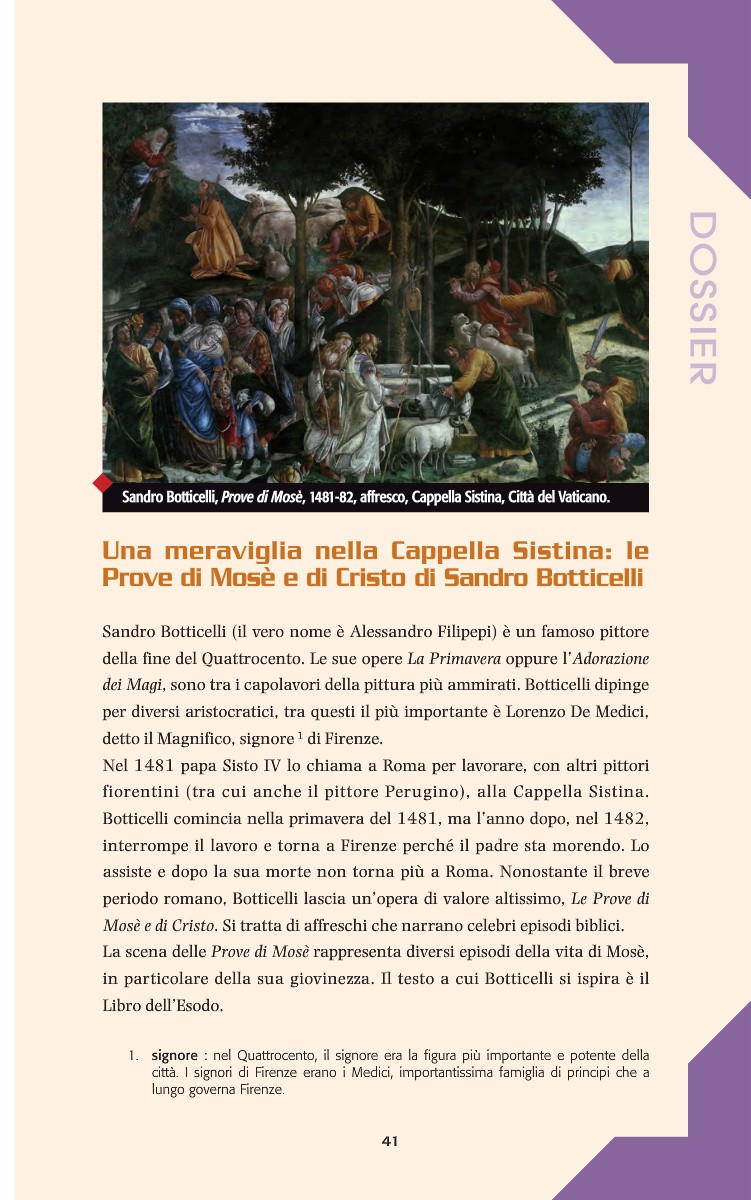 DOSSIER
Sandro Botticelli, Prove di Mosè, 1481-82, affresco, Cappella Sistina, Città del Vaticano.
Una meraviglia nella Cappella Sistina: le
Prove di Mosè e di Cristo di Sandro Botticelli
Sandro Botticelli (il vero nome è Alessandro Filipepi) è un famoso pittore
della fine del Quattrocento. Le sue opere La Primavera oppure l'Adorazione
dei Magi, sono tra i capolavori della pittura più ammirati. Botticelli dipinge
per diversi aristocratici, tra questi il più importante è Lorenzo De Medici,
detto il Magnifico, signore 1 di Firenze.
Nel 1481 papa Sisto IV lo chiama a Roma per lavorare, con altri pittori
fiorentini (tra cui anche il pittore Perugino), alla Cappella Sistina.
Botticelli comincia nella primavera del 1481, ma l'anno dopo, nel 1482,
interrompe il lavoro e torna a Firenze perché il padre sta morendo. Lo
assiste e dopo la sua morte non torna più a Roma. Nonostante il breve
periodo romano, Botticelli lascia un'opera di valore altissimo, Le Prove di
Mosè e di Cristo. Si tratta di affreschi che narrano celebri episodi biblici.
La scena delle Prove di Mosè rappresenta diversi episodi della vita di Mosè,
in particolare della sua giovinezza. Il testo a cui Botticelli si ispira è il
Libro dell'Esodo.
1. signore : nel Quattrocento, il signore era la figura più importante e potente della
città. I signori di Firenze erano i Medici, importantissima famiglia di principi che a
lungo governa Firenze.
41